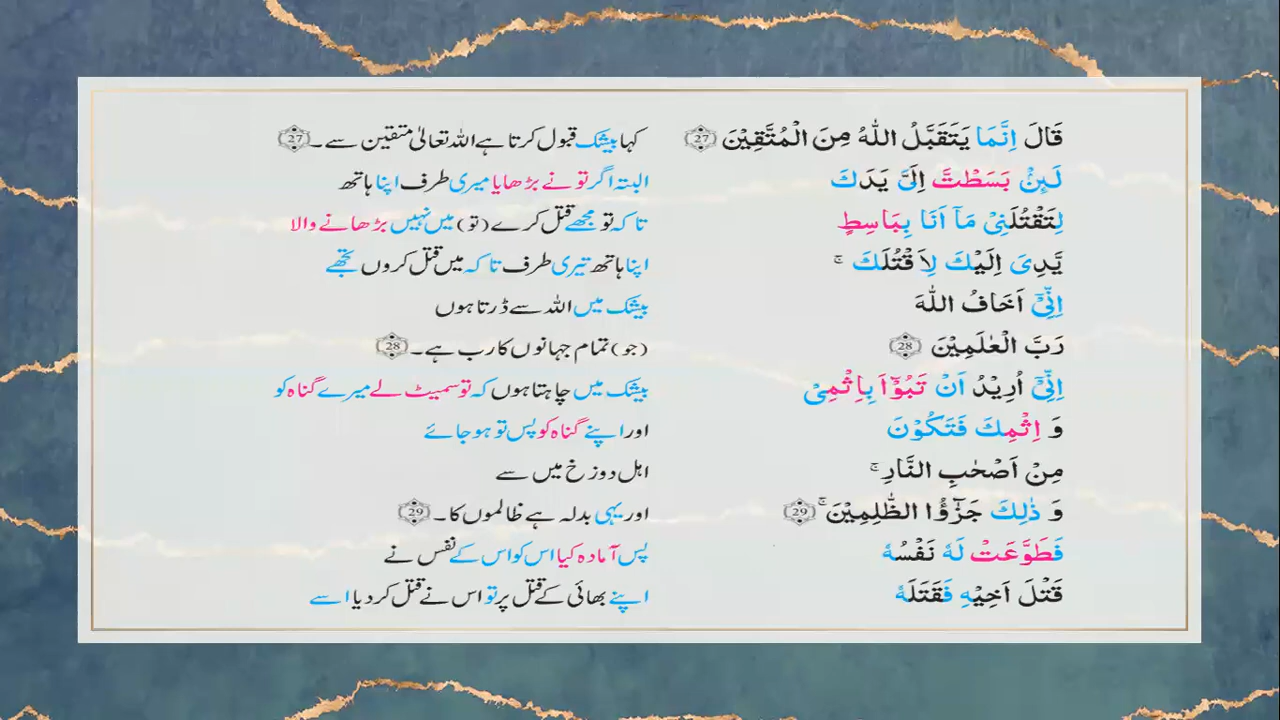 قَالَ اِنَّمَا يَتَقَبَّلُ اللّٰهُ مِنَ الْمُتَّقِيْنَ ﴿27﴾ کہا بیشک قبول کرتا ہے اللہ تعالیٰ متقین سے۔ ﴿27﴾
لَىِٕنْۢ بَسَطْتَّ اِلَیَّ يَدَكَ البتہ اگر تو نے بڑھایا میری طرف اپنا ہاتھ
لِتَقْتُلَنِیْ مَاۤ اَنَا بِبَاسِطٍ تاکہ تو مجھے قتل کرے (تو) میں نہیں بڑھانے والا
يَّدِیَ اِلَيْكَ لِاَقْتُلَكَ ۚ اپنا ہاتھ تیری طرف تاکہ میں قتل کروں تجھے
اِنِّیْۤ اَخَافُ اللّٰهَ بیشک میں اللہ سے ڈرتا ہوں
رَبَّ الْعٰلَمِيْنَ ﴿28﴾ (جو) تمام جہانوں کا رب ہے۔ ﴿28﴾
اِنِّیْۤ اُرِيْدُ اَنْ تَبُوْٓاَ بِاِثْمِیْ بیشک میں چاہتا ہوں کہ تو سمیٹ لے میرے گناہ کو
وَ اِثْمِكَ فَتَكُوْنَ اور اپنے گناہ کو پس تو ہو جائے
مِنْ اَصْحٰبِ النَّارِ ۚ اہل دوزخ میں سے
وَ ذٰلِكَ جَزٰٓؤُا الظّٰلِمِيْنَ ۚ ﴿29﴾ اور یہی بدلہ ہے ظالموں کا۔ ﴿29﴾
فَطَوَّعَتْ لَهٗ نَفْسُهٗ پس آمادہ کیا اس کو اس کے نفس نے
قَتْلَ اَخِيْهِ فَقَتَلَهٗ اپنے بھائی کے قتل پر تو اس نے قتل کر دیا اسے